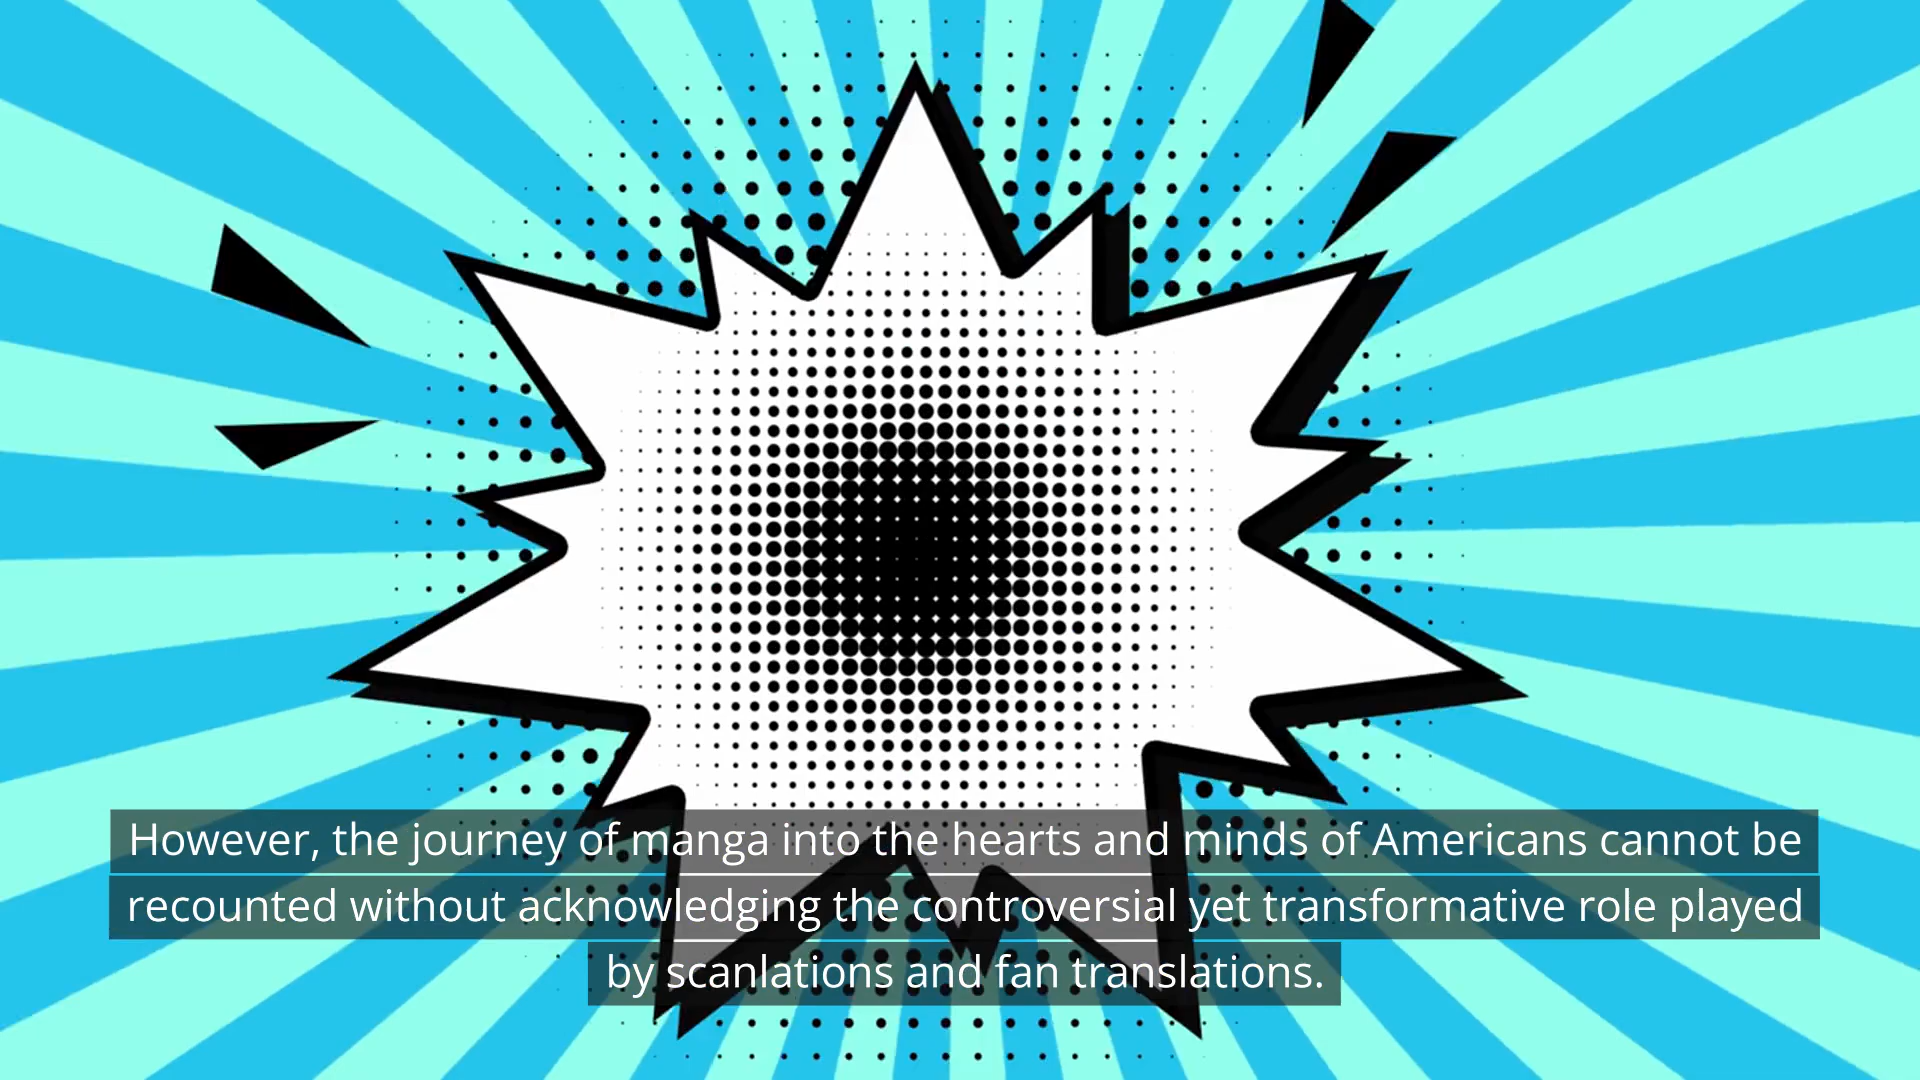 However, the journey of manga into the hearts and minds of Americans cannot be
recounted without acknowledging the controversial yet transformative role played
by scanlations and fan translations.